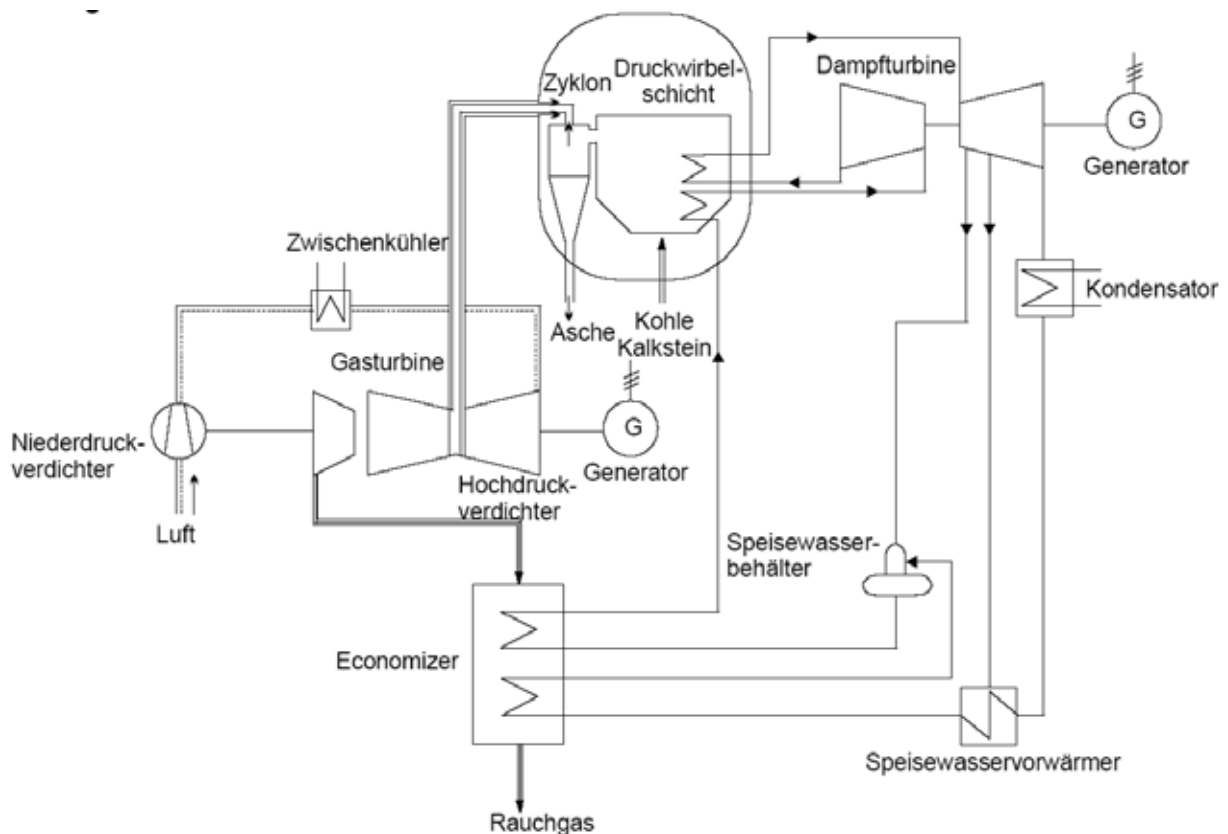 Zyklon
Druckwirbel-
schicht
Dampfturbine
G
Generator
Zwischenkühler
Kondensator
Asche
Kohle
Kalkstein
Gasturbine
G
Generator
Niederdruck-
verdichter
Hochdruck-
verdichter
Luft
Speisewasser-
behälter
Economizer
Speisewasservorwärmer
Rauchgas